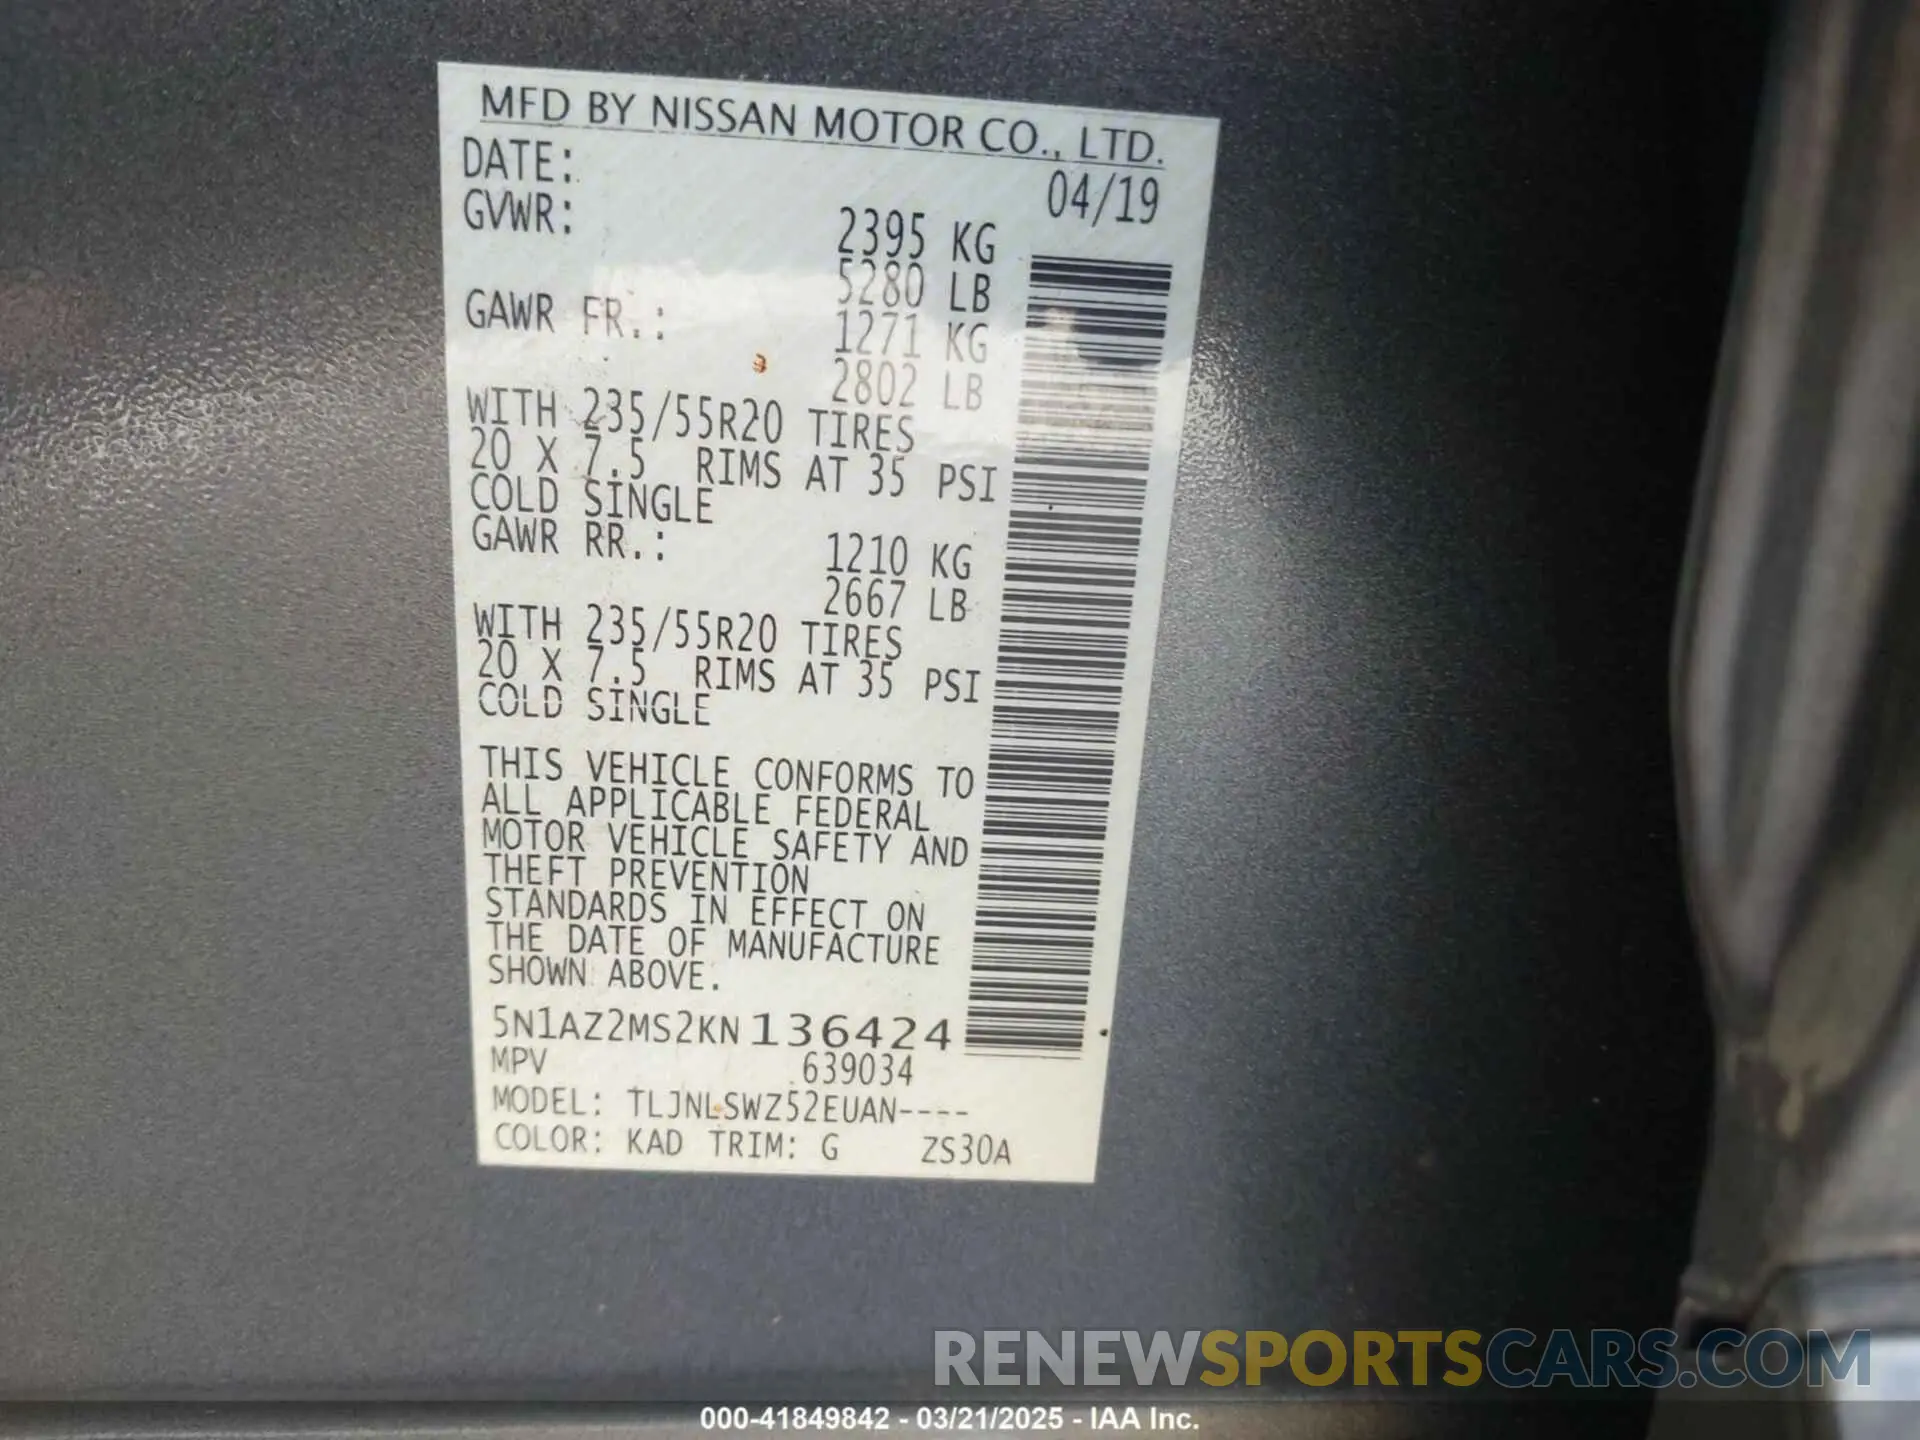 MFD BY NISSAN MOTOR CO., LTD.
DATE: 04/19
GVWR: 2395 KG
5280 LB
GAWR FR.: 1271 KG
2802 LB
WITH 235/55R20 TIRES
20 X 7.5 RIMS AT 35 PSI
COLD SINGLE
GAWR RR.: 1210 KG
2667 LB
WITH 235/55R20 TIRES
20 X 7.5 RIMS AT 35 PSI
COLD SINGLE
THIS VEHICLE CONFORMS TO
ALL APPLICABLE FEDERAL
MOTOR VEHICLE SAFETY AND
THEFT PREVENTION
STANDARDS IN EFFECT ON
THE DATE OF MANUFACTURE
SHOWN ABOVE.
5N1AZ2MS2KN136424
MPV 639034
MODEL: TLJNLSWZ52EUAN----
COLOR: KAD TRIM: G ZS30A
RENEWSPORTSCARS.COM
000-41849842 - 03/21/2025 - IAA Inc.